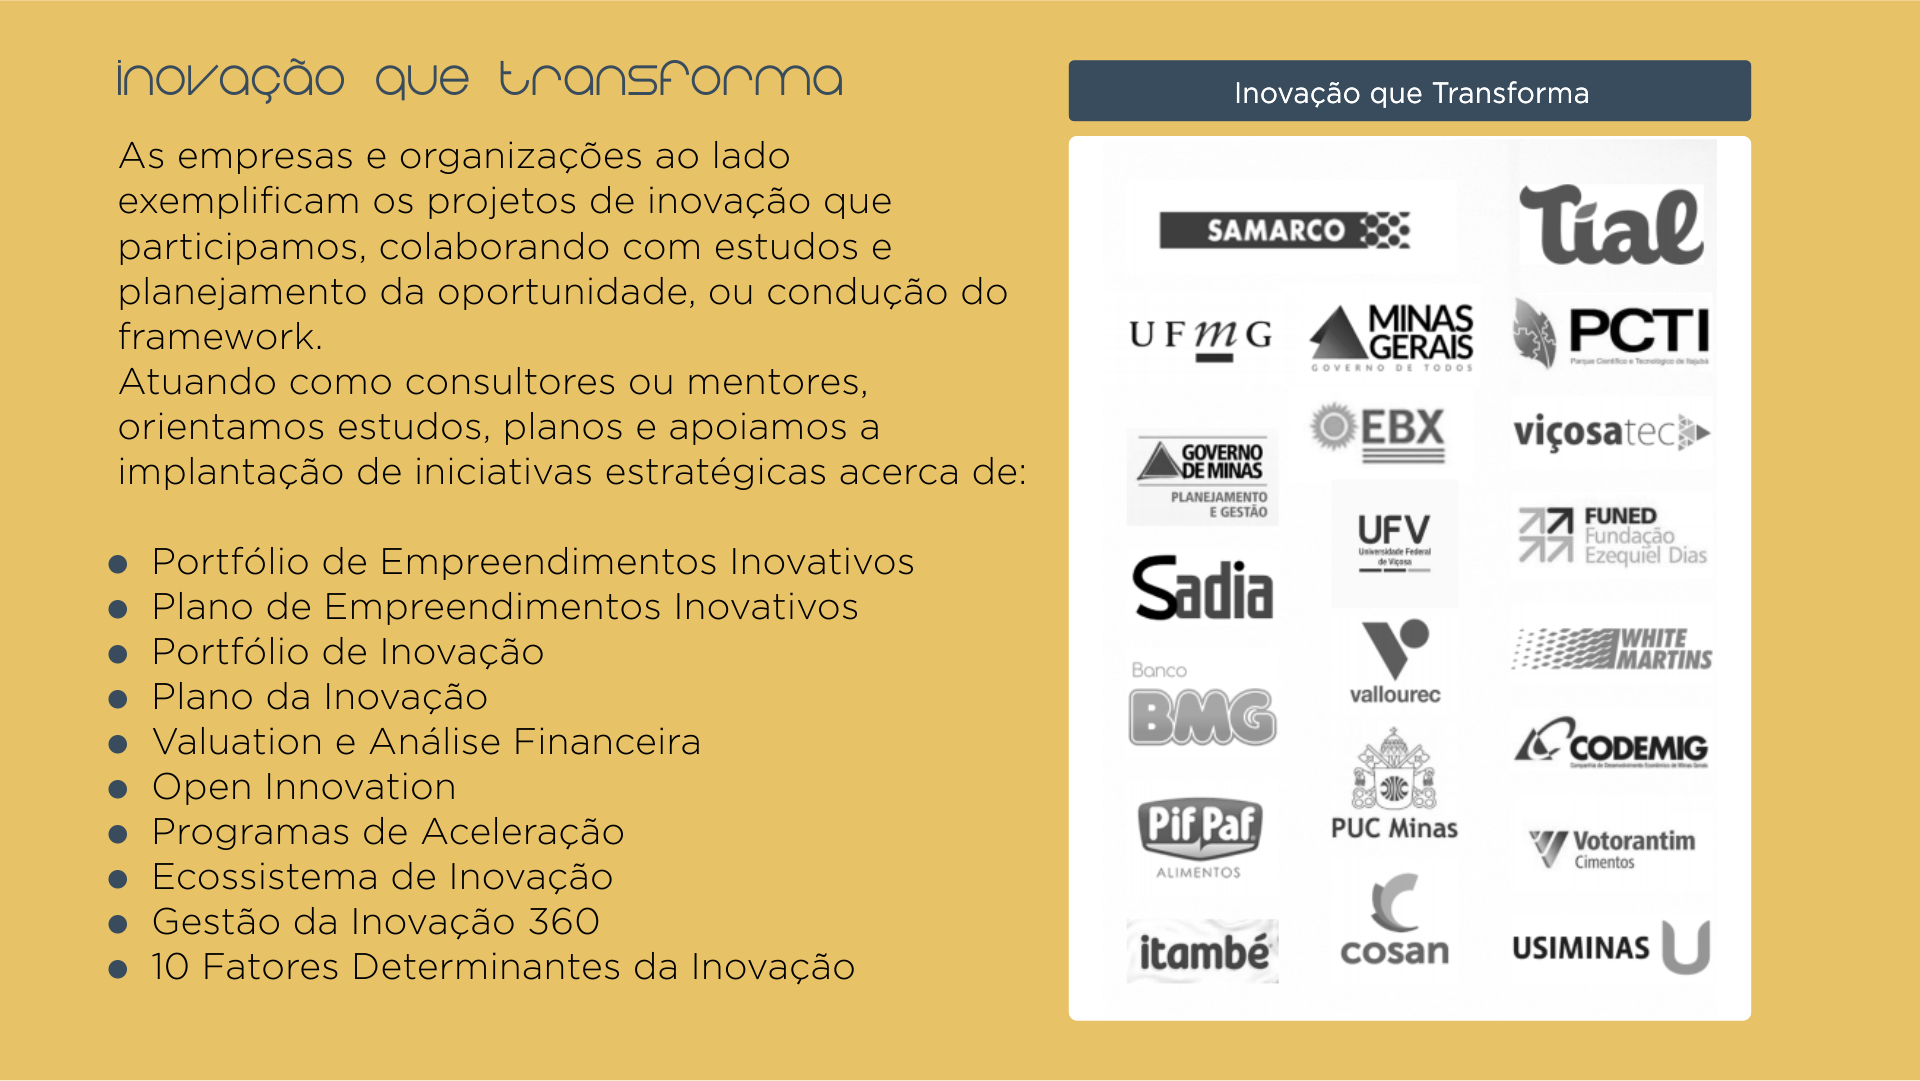 inovação que transforma
As empresas e organizações ao lado
exemplificam os projetos de inovação que
participamos, colaborando com estudos e
planejamento da oportunidade, ou condução do
framework.
Atuando como consultores ou mentores,
orientamos estudos, planos e apoiamos a
implantação de iniciativas estratégicas acerca de:
Portfólio de Empreendimentos Inovativos
Plano de Empreendimentos Inovativos
Portfólio de Inovação
Plano da Inovação
Valuation e Análise Financeira
Open Innovation
Programas de Aceleração
Ecossistema de Inovação
Gestão da Inovação 360
10 Fatores Determinantes da Inovação
Inovação que Transforma
SAMARCO
Tial
UFmG
MINAS
GERAIS
GOVERNO DE TODOS
PCTI
Parque Científico e Tecnológico de Itajubá
GOVERNO
DE MINAS
PLANEJAMENTO
E GESTÃO
EBX
viçosatec
UFV
Universidade Federal
de Viçosa
FUNED
Fundação
Ezequiel Dias
Sadia
vallourec
WHITE
MARTINS
Banco
BMG
PUC Minas
CODEMIG
Companhia de Desenvolvimento Econômico de Minas Gerais
Pif Paf
ALIMENTOS
Votorantim
Cimentos
itambé
cosan
USIMINAS